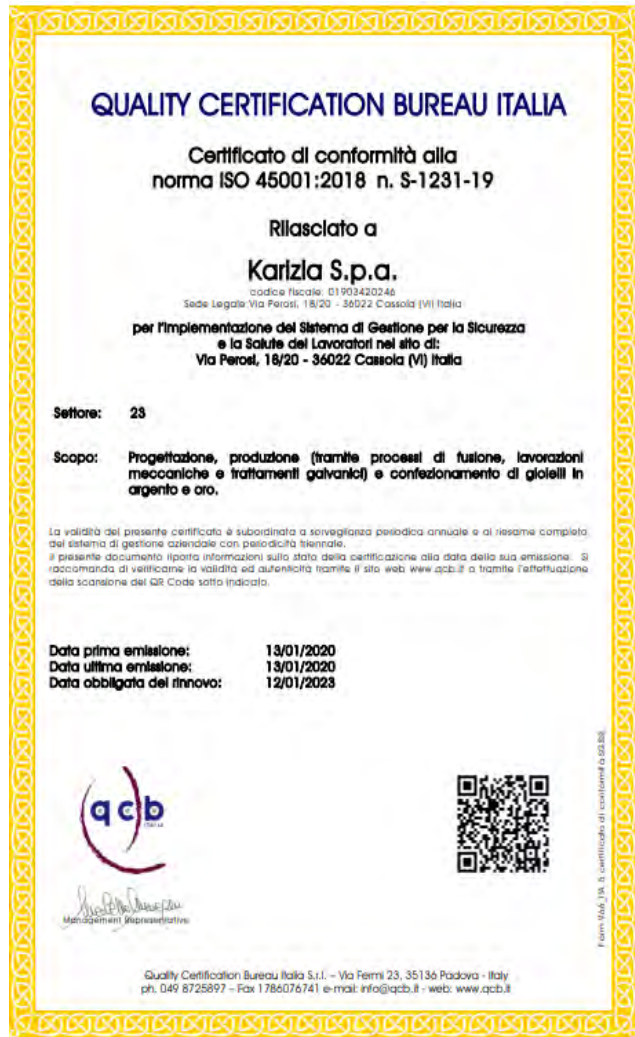 QUALITY CERTIFICATION BUREAU ITALIA
Certificato di conformità alla
norma ISO 45001:2018 n. S-1231-19
Rilasciato a
Karizia S.p.a.
codice fiscale: 01903420246
Sede Legale: Via Perosi, 18/20 - 36022 Cassola (VI) Italia
per l'implementazione del Sistema di Gestione per la Sicurezza
e la Salute dei Lavoratori nel sito di:
Via Perosi, 18/20 - 36022 Cassola (VI) Italia
Settore: 23
Scopo: Progettazione, produzione (tramite processi di fusione, lavorazioni
meccaniche e trattamenti galvanici) e confezionamento di gioielli in
argento e oro.
La validità del presente certificato è subordinata a sorveglianza periodica annuale e al riesame completo
del sistema di gestione aziendale con periodicità triennale.
Il presente documento riporta informazioni sullo stato della certificazione alla data della sua emissione. Si
raccomanda di verificarne la validità ed autenticità tramite il sito web www.qcb.it o tramite l'effettuazione
della scansione del QR Code sotto indicato.
Data prima emissione: 13/01/2020
Data ultima emissione: 13/01/2020
Data obbligata del rinnovo: 12/01/2023
qcb
ITALIA
Management Representative
certificato di conformità
Quality Certification Bureau Italia S.r.l. – Via Fermi 23, 35136 Padova - Italy
ph. 049 8725897 – Fax 1786076741 e-mail: info@qcb.it - web: www.qcb.it